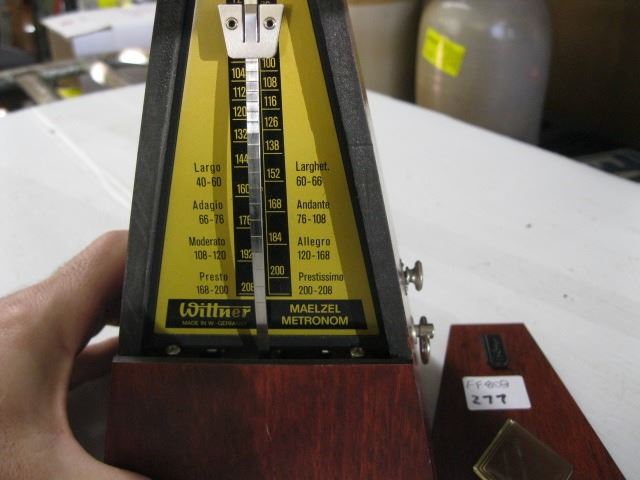 100
104
108
112
116
120
126
132
138
144
152
160
168
176
184
192
200
208
Largo
40-60
Larghet.
60-66
Adagio
66-76
Andante
76-108
Moderato
108-120
Allegro
120-168
Presto
168-200
Prestissimo
200-208
Wittner
MADE IN W.-GERMANY
MAELZEL
METRONOM
277